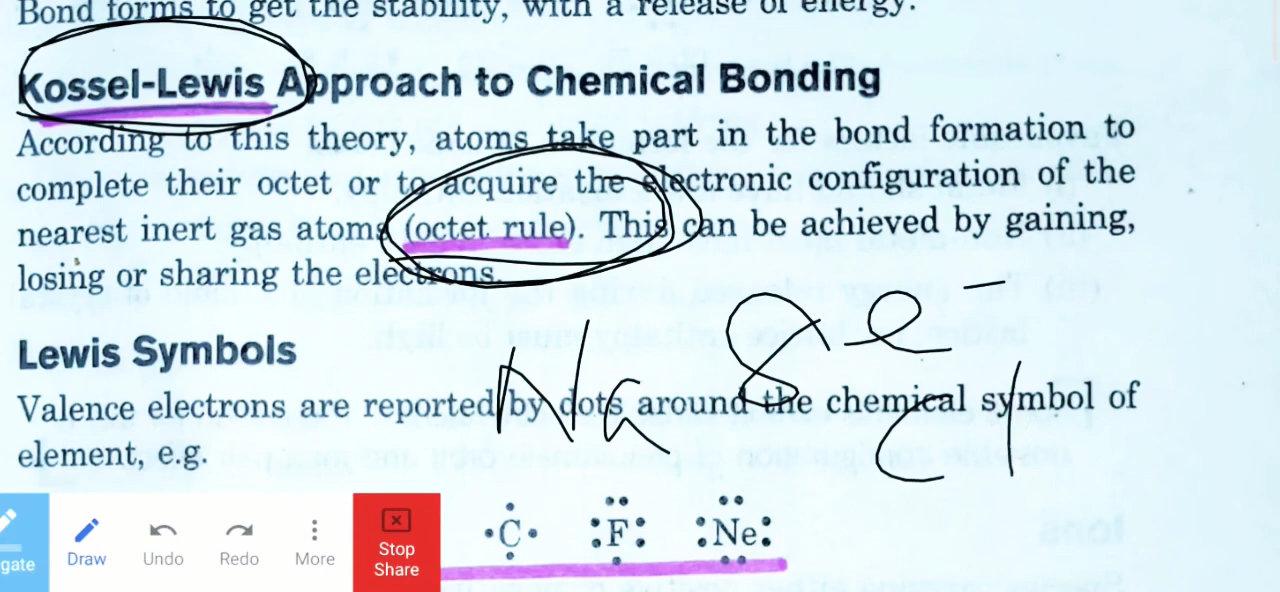 Bond forms to get the stability, with a release of energy.
Kossel-Lewis Approach to Chemical Bonding
According to this theory, atoms take part in the bond formation to
complete their octet or to acquire the electronic configuration of the
nearest inert gas atoms (octet rule). This can be achieved by gaining,
losing or sharing the electrons.
8e⁻
Lewis Symbols
Na Cl
Valence electrons are reported by dots around the chemical symbol of
element, e.g.
C F Ne
gate Draw Undo Redo More Stop
Share